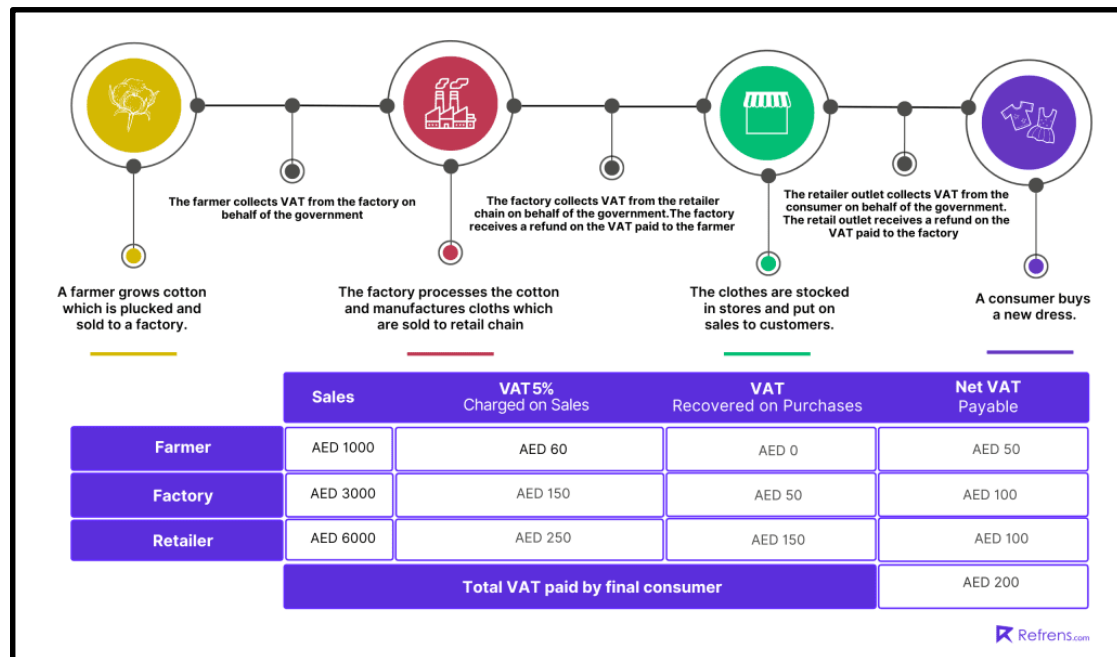 The farmer collects VAT from the factory on
behalf of the government
The factory collects VAT from the retailer
chain on behalf of the government.The factory
receives a refund on the VAT paid to the farmer
The retailer outlet collects VAT from the
consumer on behalf of the government.
The retail outlet receives a refund on the
VAT paid to the factory
A farmer grows cotton
which is plucked and
sold to a factory.
The factory processes the cotton
and manufactures cloths which
are sold to retail chain
The clothes are stocked
in stores and put on
sales to customers.
A consumer buys
a new dress.
Sales VAT 5% Charged on Sales VAT Recovered on Purchases Net VAT Payable
Farmer AED 1000 AED 60 AED 0 AED 50
Factory AED 3000 AED 150 AED 50 AED 100
Retailer AED 6000 AED 250 AED 150 AED 100
Total VAT paid by final consumer AED 200
Refrens.com